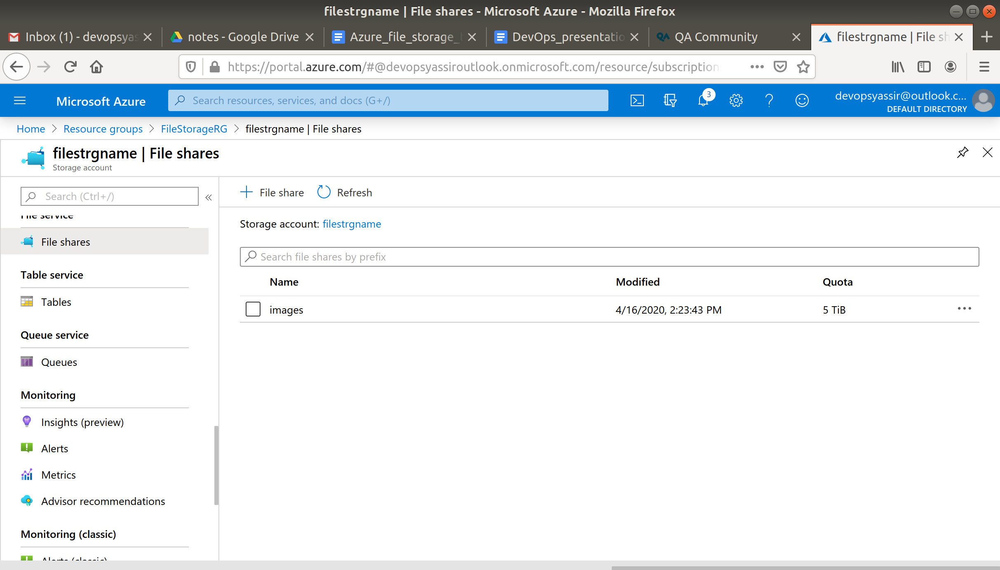 filestrgname | File shares - Microsoft Azure - Mozilla Firefox
Inbox (1) - devopsyas
notes - Google Drive
Azure_file_storage_
DevOps_presentatio
QA Community
filestrgname | File sh
https://portal.azure.com/#@devopsyassiroutlook.onmicrosoft.com/resource/subscription
Microsoft Azure
Search resources, services, and docs (G+/)
3
devopsyassir@outlook.c...
DEFAULT DIRECTORY
Home > Resource groups > FileStorageRG > filestrgname | File shares
filestrgname | File shares
Storage account
Search (Ctrl+/)
«
File service
File shares
Table service
Tables
Queue service
Queues
Monitoring
Insights (preview)
Alerts
Metrics
Advisor recommendations
Monitoring (classic)
Alerts (classic)
File share
Refresh
Storage account: filestrgname
Search file shares by prefix
Name Modified Quota
images 4/16/2020, 2:23:43 PM 5 TiB